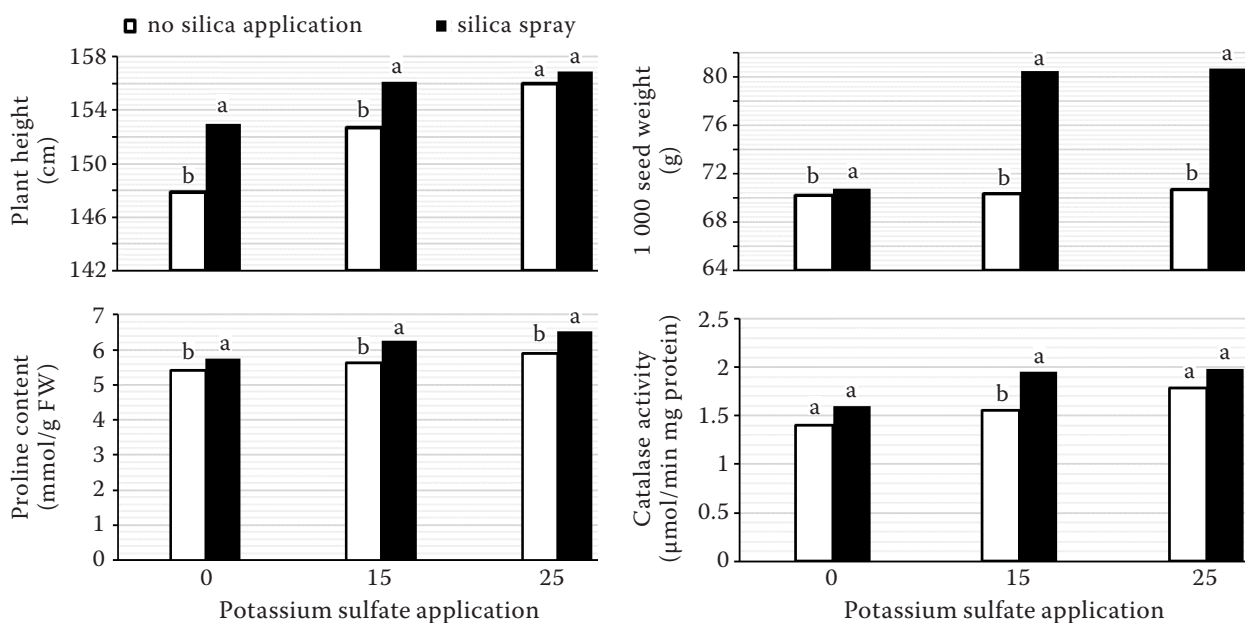 no silica application silica spray
Plant height
(cm)
158
154
150
146
142
b a b a a a
1 000 seed weight
(g)
80
76
72
68
64
b a b a b a
Proline content
(mmol/g FW)
7
6
5
4
3
2
1
0
b a b a b a
0 15 25
Potassium sulfate application
Catalase activity
(µmol/min mg protein)
2.5
2
1.5
1
0.5
0
a a b a a a
0 15 25
Potassium sulfate application